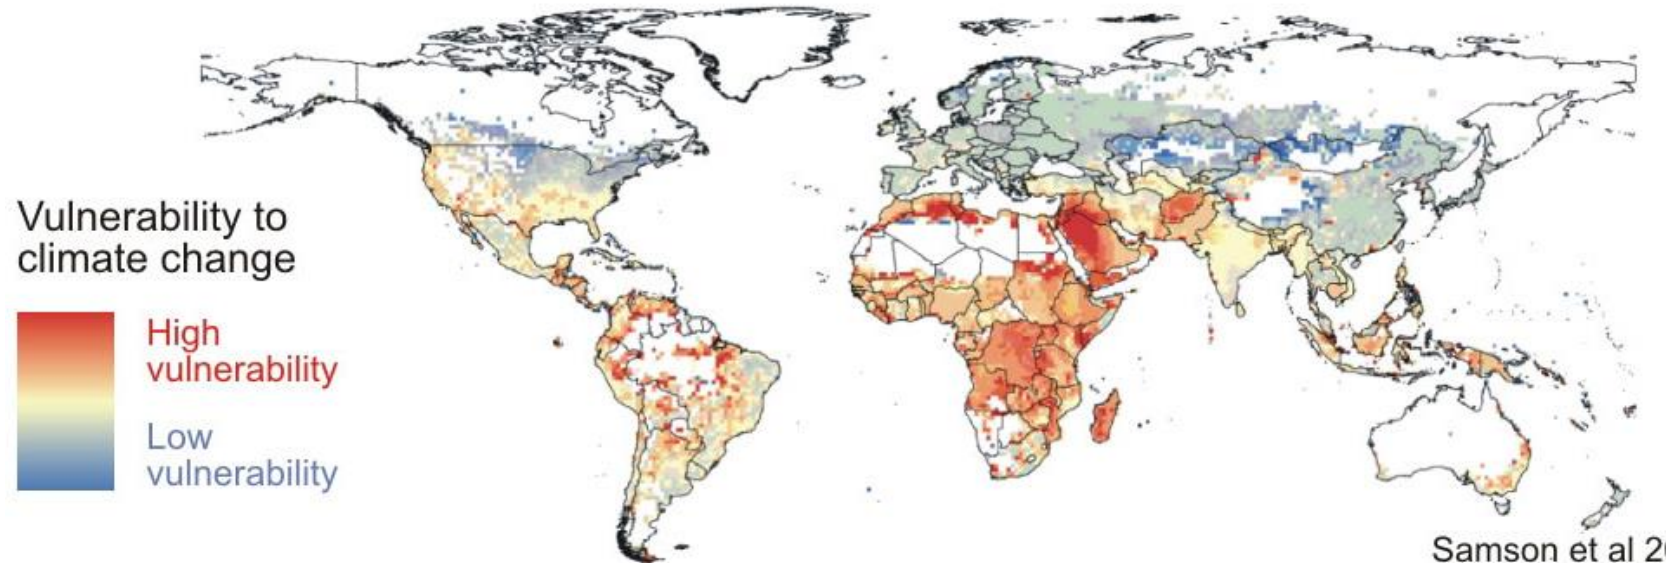 Vulnerability to
climate change
High
vulnerability
Low
vulnerability
Samson et al